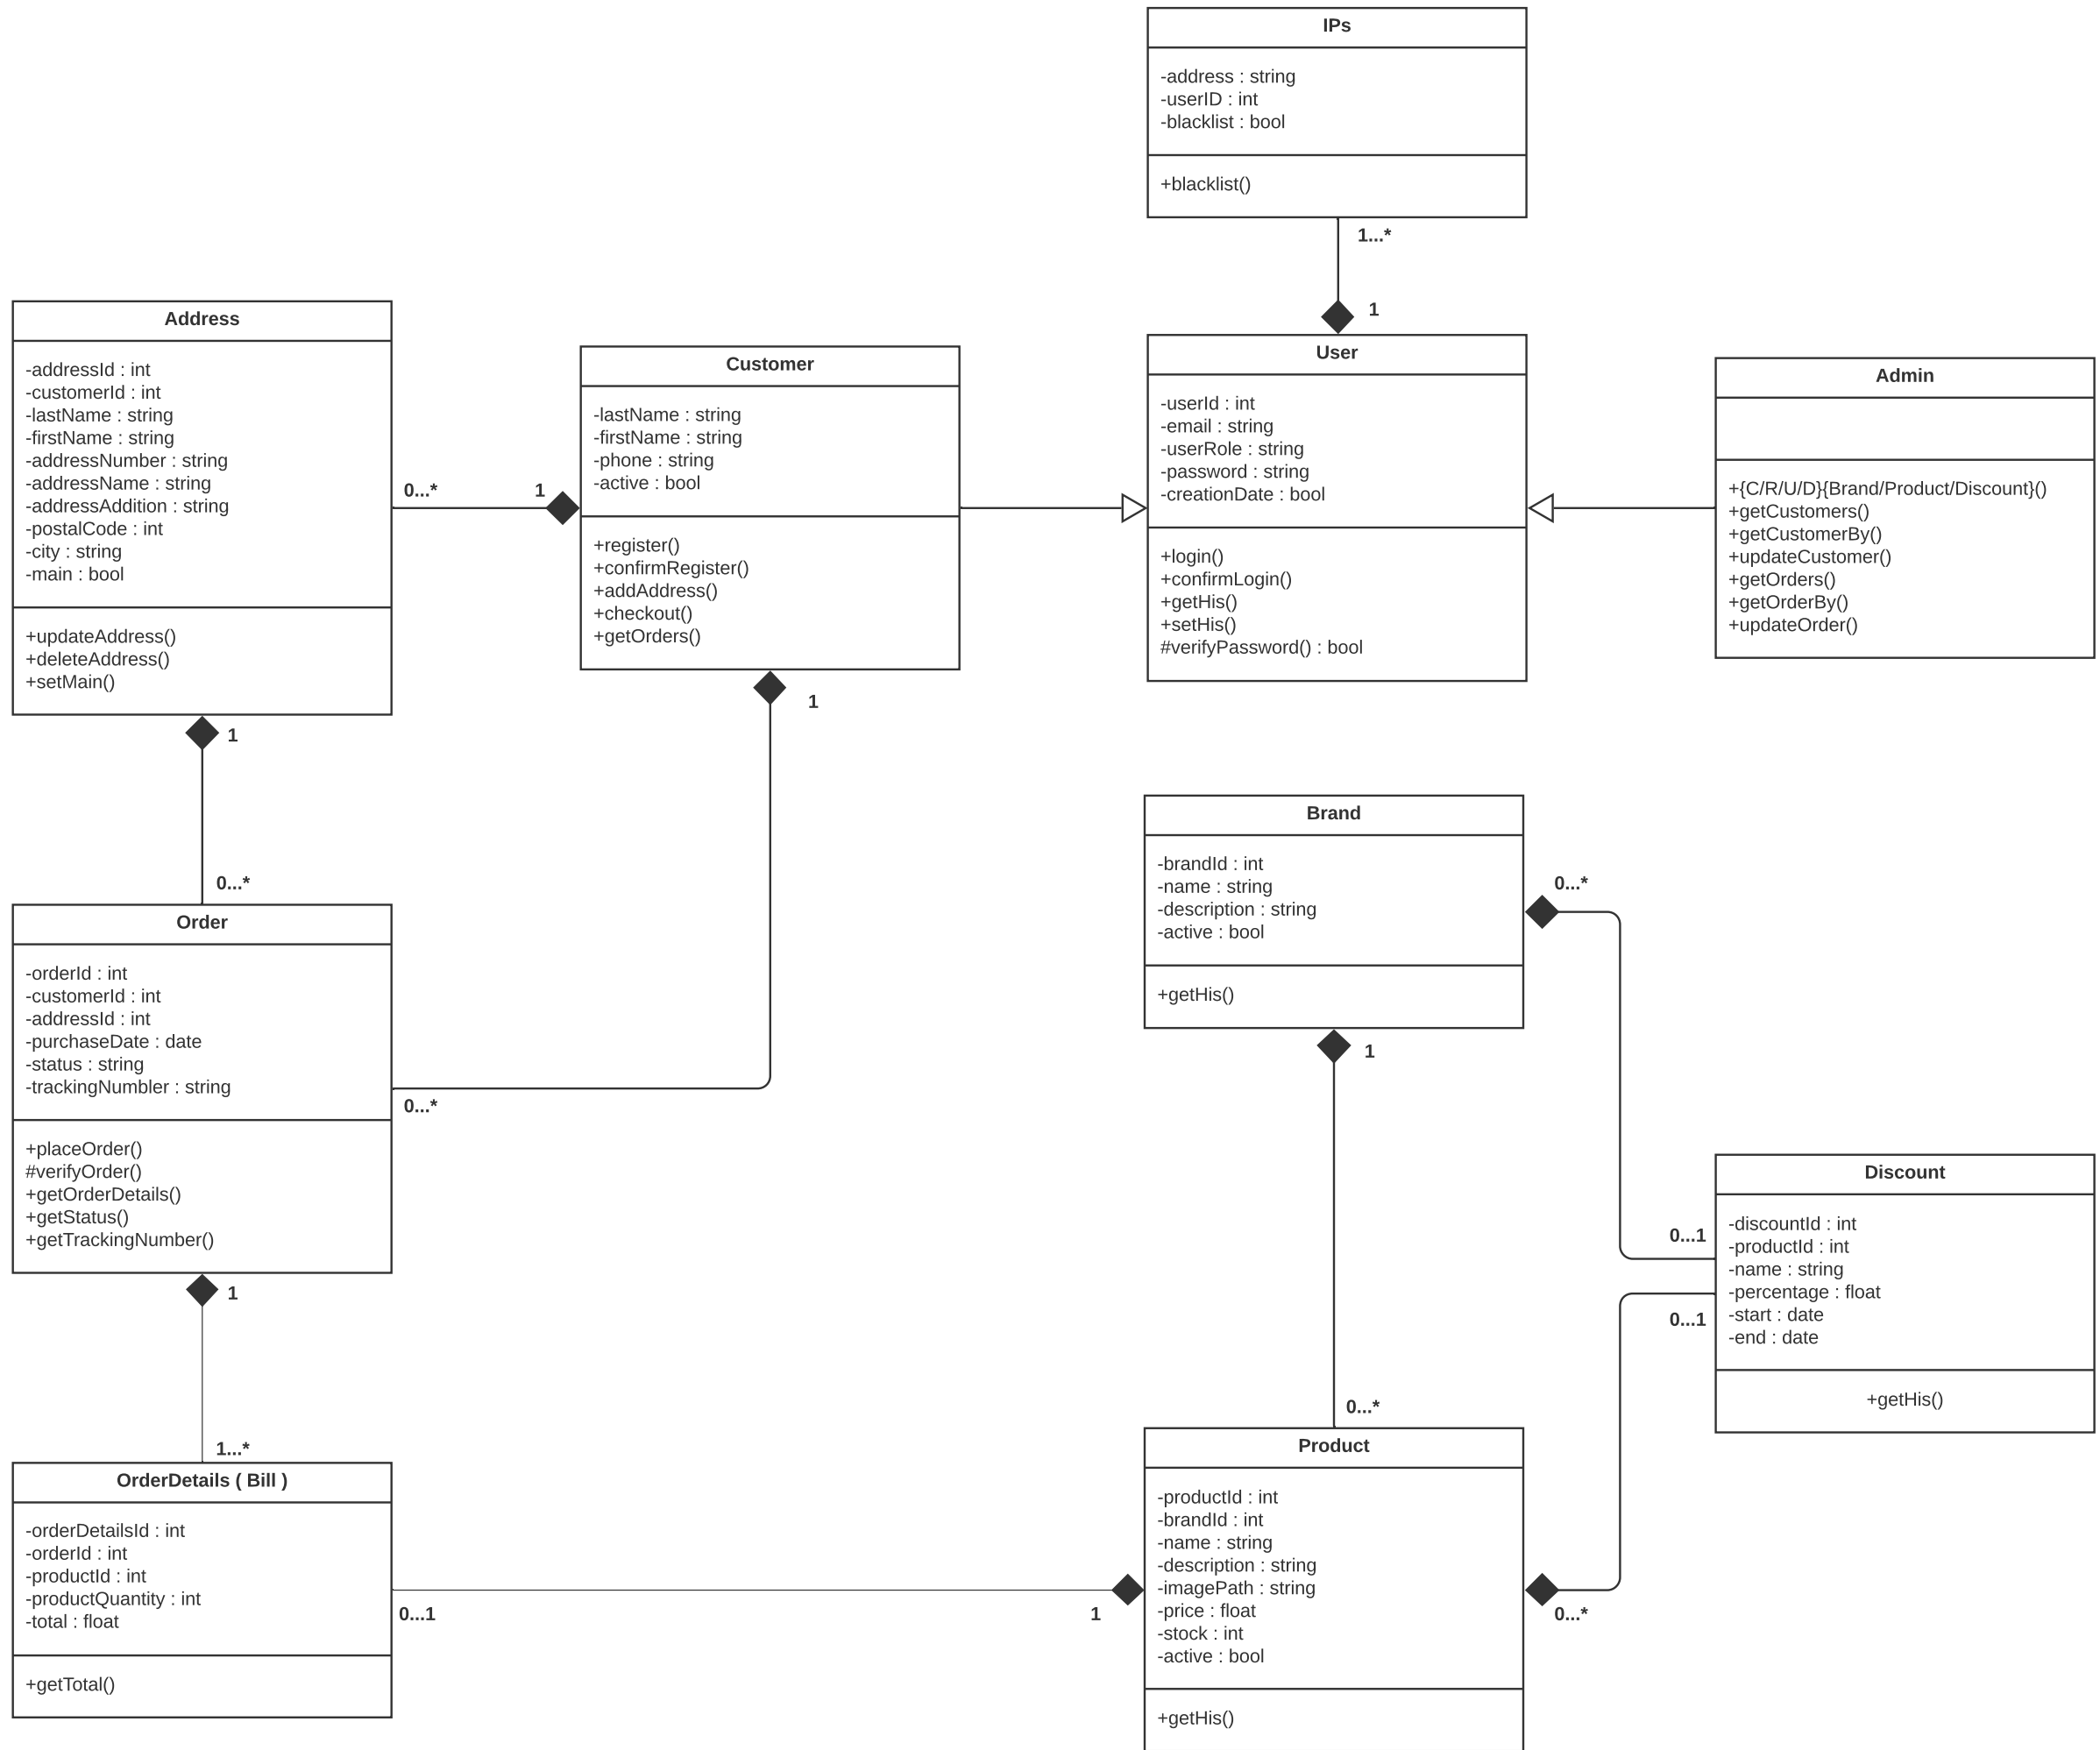 IPs
-address : string
-userID : int
-blacklist : bool
+blacklist()
1...*
1
Address
-addressId : int
-customerId : int
-lastName : string
-firstName : string
-addressNumber : string
-addressName : string
-addressAddition : string
-postalCode : int
-city : string
-main : bool
+updateAddress()
+deleteAddress()
+setMain()
0...*
1
Customer
-lastName : string
-firstName : string
-phone : string
-active : bool
+register()
+confirmRegister()
+addAddress()
+checkout()
+getOrders()
User
-userId : int
-email : string
-userRole : string
-password : string
-creationDate : bool
+login()
+confirmLogin()
+getHis()
+setHis()
#verifyPassword() : bool
Admin
+{C/R/U/D}{Brand/Product/Discount}()
+getCustomers()
+getCustomerBy()
+updateCustomer()
+getOrders()
+getOrderBy()
+updateOrder()
1
1
0...*
Order
-orderId : int
-customerId : int
-addressId : int
-purchaseDate : date
-status : string
-trackingNumbler : string
+placeOrder()
#verifyOrder()
+getOrderDetails()
+getStatus()
+getTrackingNumber()
0...*
Brand
-brandId : int
-name : string
-description : string
-active : bool
+getHis()
0...*
1
0...1
0...1
Discount
-discountId : int
-productId : int
-name : string
-percentage : float
-start : date
-end : date
+getHis()
1
1...*
OrderDetails ( Bill )
-orderDetailsId : int
-orderId : int
-productId : int
-productQuantity : int
-total : float
+getTotal()
0...1
1
0...*
Product
-productId : int
-brandId : int
-name : string
-description : string
-imagePath : string
-price : float
-stock : int
-active : bool
+getHis()
0...*